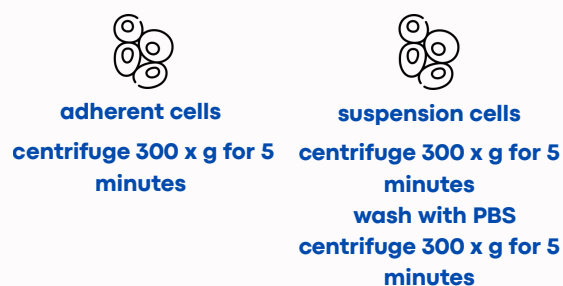 adherent cells
centrifuge 300 x g for 5
minutes
suspension cells
centrifuge 300 x g for 5
minutes
wash with PBS
centrifuge 300 x g for 5
minutes